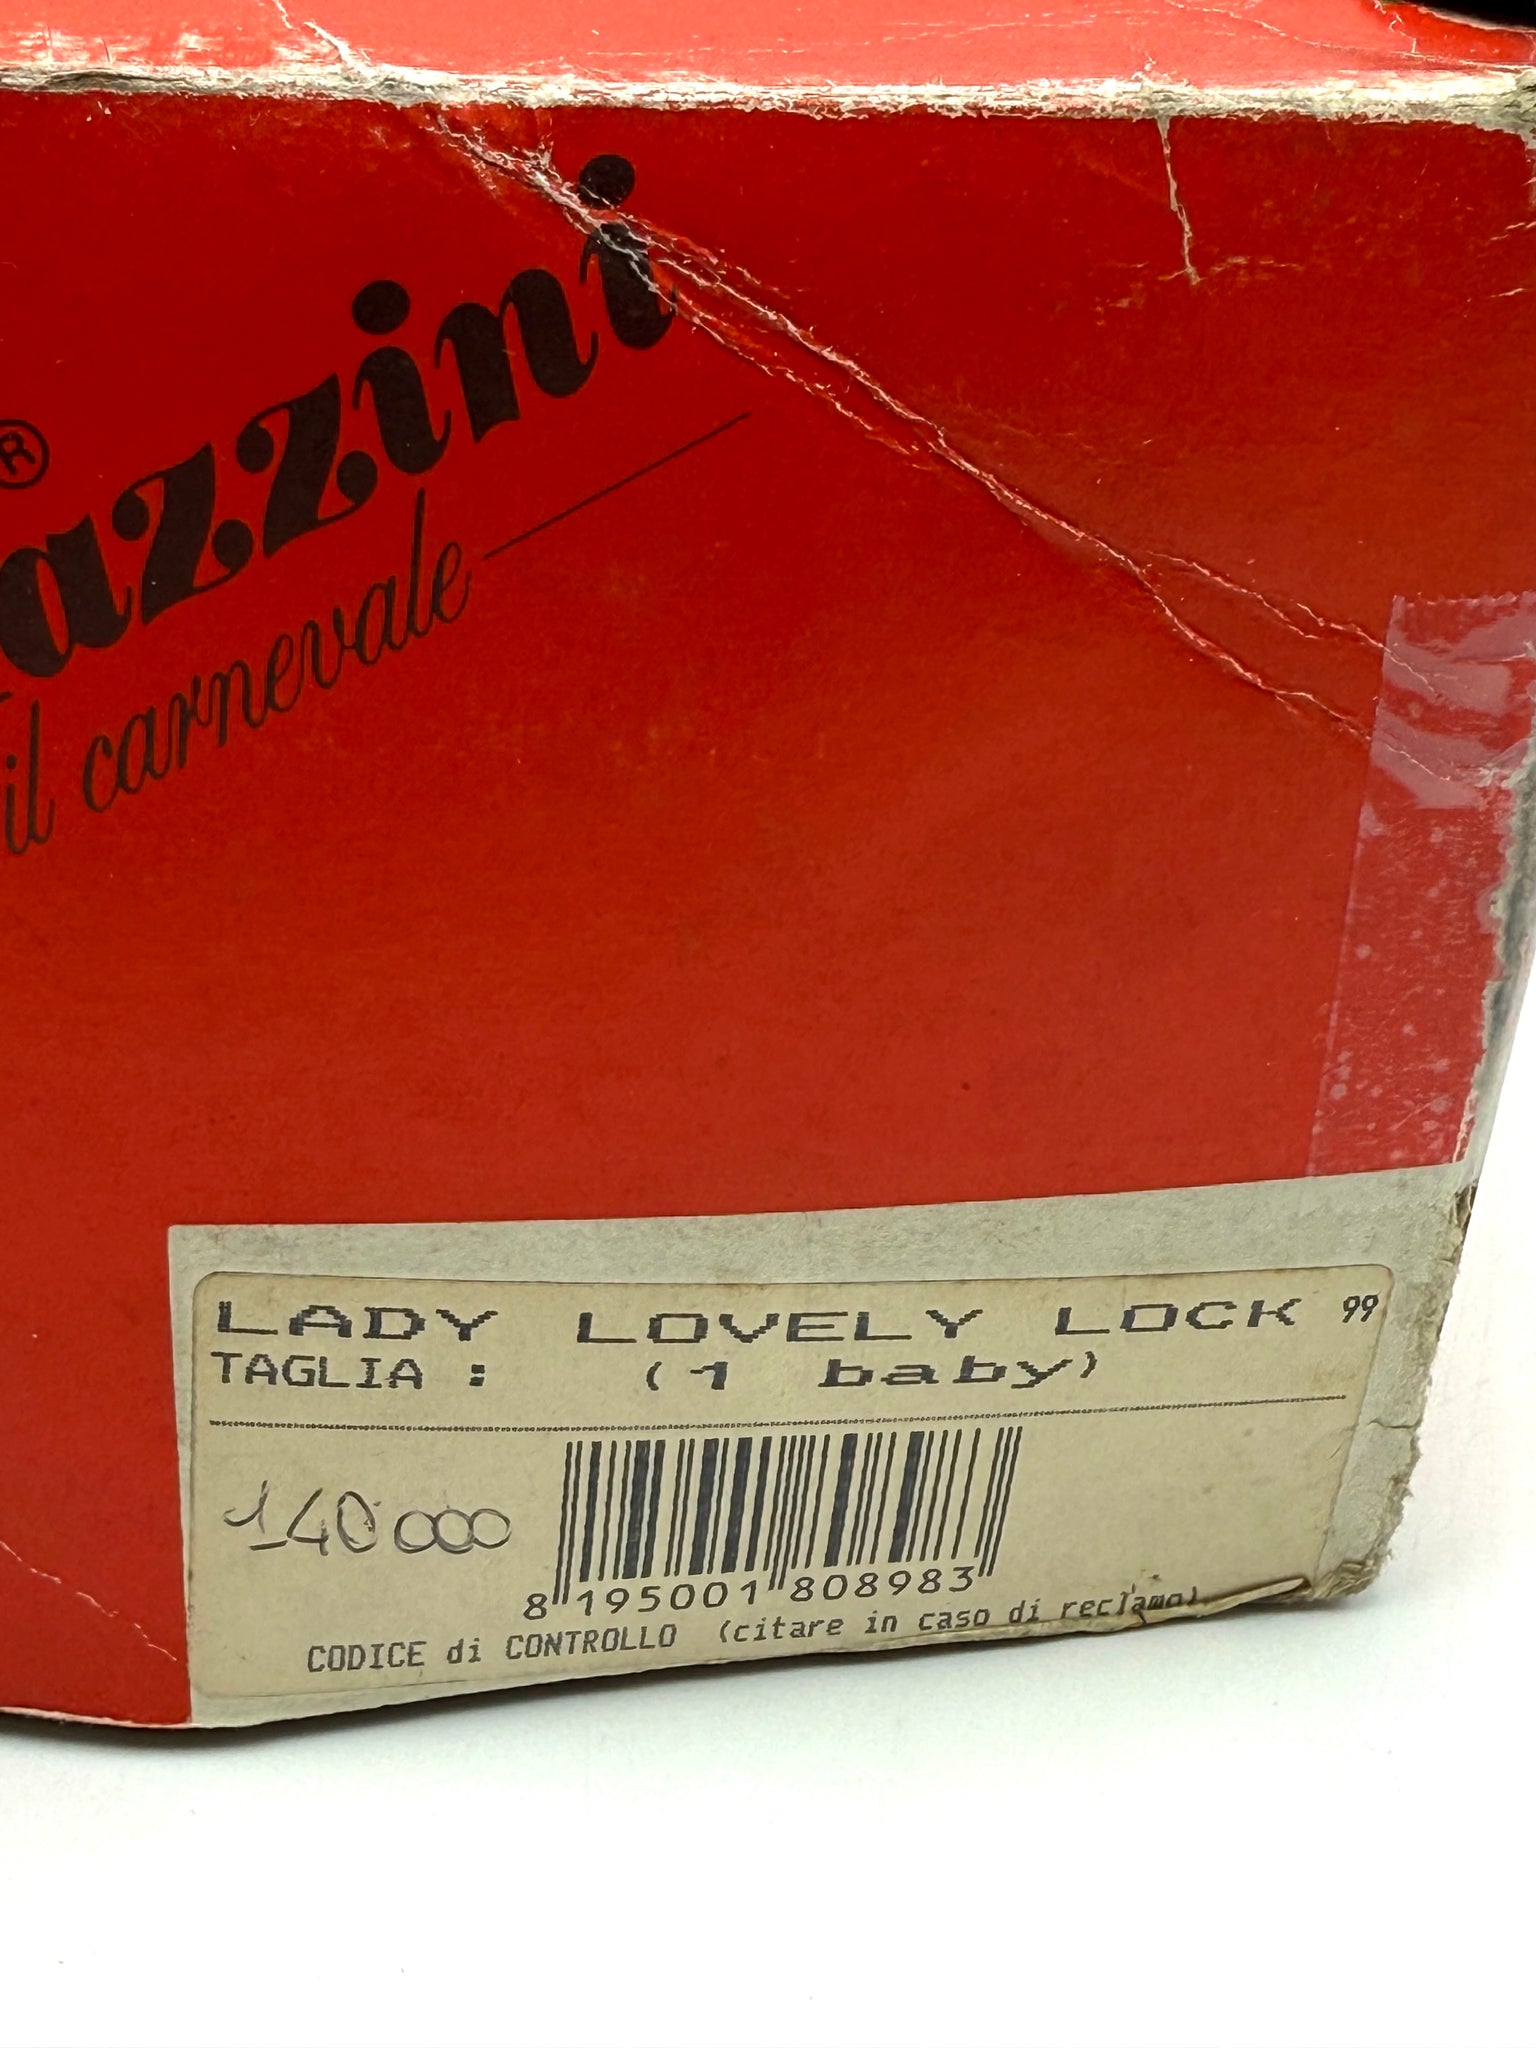 ®
azzini
il carnevale
LADY LOVELY LOCK 99
TAGLIA : (1 baby)
140000
8 195001 808983
CODICE di CONTROLLO (citare in caso di reclamo)